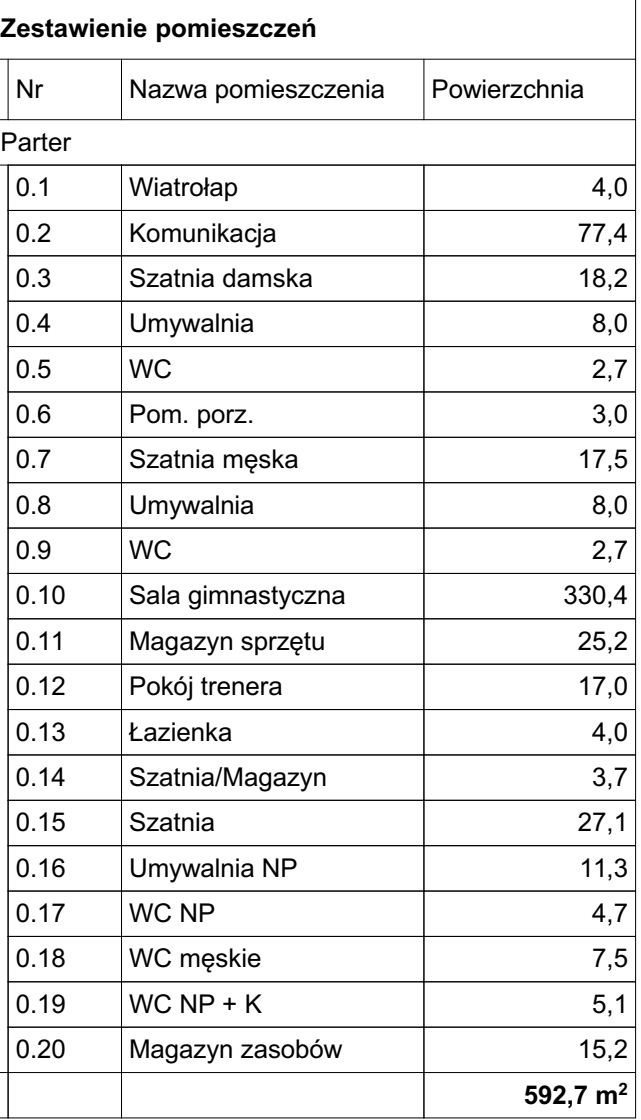 Zestawienie pomieszczeń
Nr Nazwa pomieszczenia Powierzchnia
Parter
0.1 Wiatrołap 4,0
0.2 Komunikacja 77,4
0.3 Szatnia damska 18,2
0.4 Umywalnia 8,0
0.5 WC 2,7
0.6 Pom. porz. 3,0
0.7 Szatnia męska 17,5
0.8 Umywalnia 8,0
0.9 WC 2,7
0.10 Sala gimnastyczna 330,4
0.11 Magazyn sprzętu 25,2
0.12 Pokój trenera 17,0
0.13 Łazienka 4,0
0.14 Szatnia/Magazyn 3,7
0.15 Szatnia 27,1
0.16 Umywalnia NP 11,3
0.17 WC NP 4,7
0.18 WC męskie 7,5
0.19 WC NP + K 5,1
0.20 Magazyn zasobów 15,2
592,7 m²